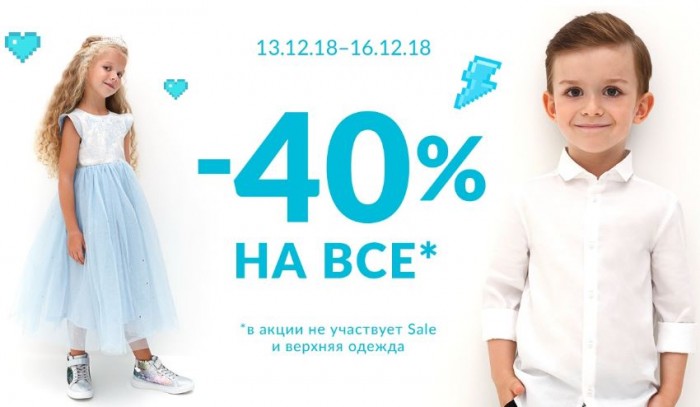 13.12.18–16.12.18
-40%
НА ВСЕ*
*в акции не участвует Sale
и верхняя одежда